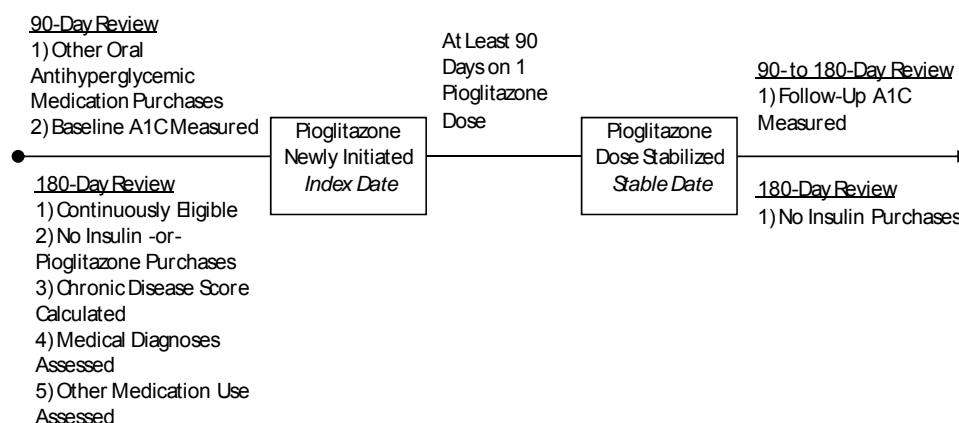 90-Day Review
1) Other Oral
Antihyperglycemic
Medication Purchases
2) Baseline A1C Measured
180-Day Review
1) Continuously Eligible
2) No Insulin -or-
Pioglitazone Purchases
3) Chronic Disease Score
Calculated
4) Medical Diagnoses
Assessed
5) Other Medication Use
Assessed
Pioglitazone
Newly Initiated
Index Date
At Least 90
Days on 1
Pioglitazone
Dose
Pioglitazone
Dose Stabilized
Stable Date
90- to 180-Day Review
1) Follow-Up A1C
Measured
180-Day Review
1) No Insulin Purchases